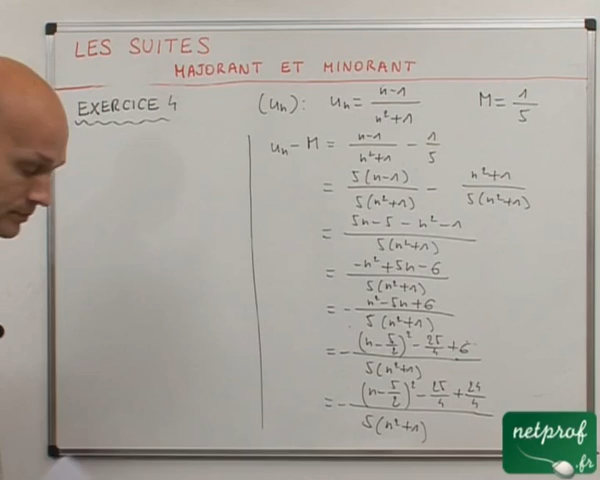 LES SUITES
MAJORANT ET MINORANT
EXERCICE 4
(un): un = (n-1)/(n²+1) M = 1/5
un - M = (n-1)/(n²+1) - 1/5
= 5(n-1)/5(n²+1) - (n²+1)/5(n²+1)
= (5n-5-n²-1)/5(n²+1)
= (-n²+5n-6)/5(n²+1)
= - (n²-5n+6)/5(n²+1)
= - ((n-5/2)² - 25/4 + 6)/5(n²+1)
= - ((n-5/2)² - 25/4 + 24/4)/5(n²+1)
netprof
.fr